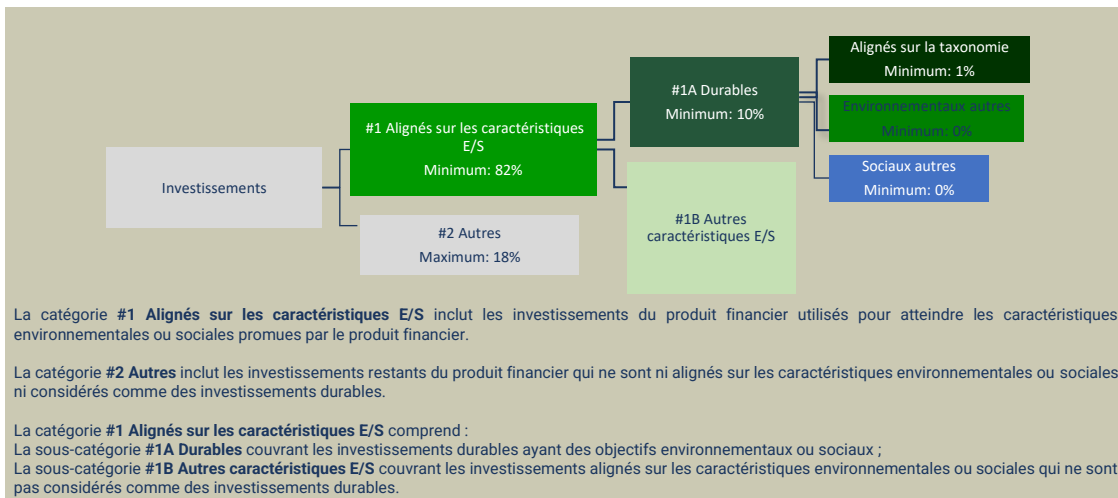 Investissements
#1 Alignés sur les caractéristiques
E/S
Minimum: 82%
#2 Autres
Maximum: 18%
#1A Durables
Minimum: 10%
#1B Autres
caractéristiques E/S
Alignés sur la taxonomie
Minimum: 1%
Environnementaux autres
Minimum: 0%
Sociaux autres
Minimum: 0%
La catégorie #1 Alignés sur les caractéristiques E/S inclut les investissements du produit financier utilisés pour atteindre les caractéristiques
environnementales ou sociales promues par le produit financier.
La catégorie #2 Autres inclut les investissements restants du produit financier qui ne sont ni alignés sur les caractéristiques environnementales ou sociales
ni considérés comme des investissements durables.
La catégorie #1 Alignés sur les caractéristiques E/S comprend :
La sous-catégorie #1A Durables couvrant les investissements durables ayant des objectifs environnementaux ou sociaux ;
La sous-catégorie #1B Autres caractéristiques E/S couvrant les investissements alignés sur les caractéristiques environnementales ou sociales qui ne sont
pas considérés comme des investissements durables.